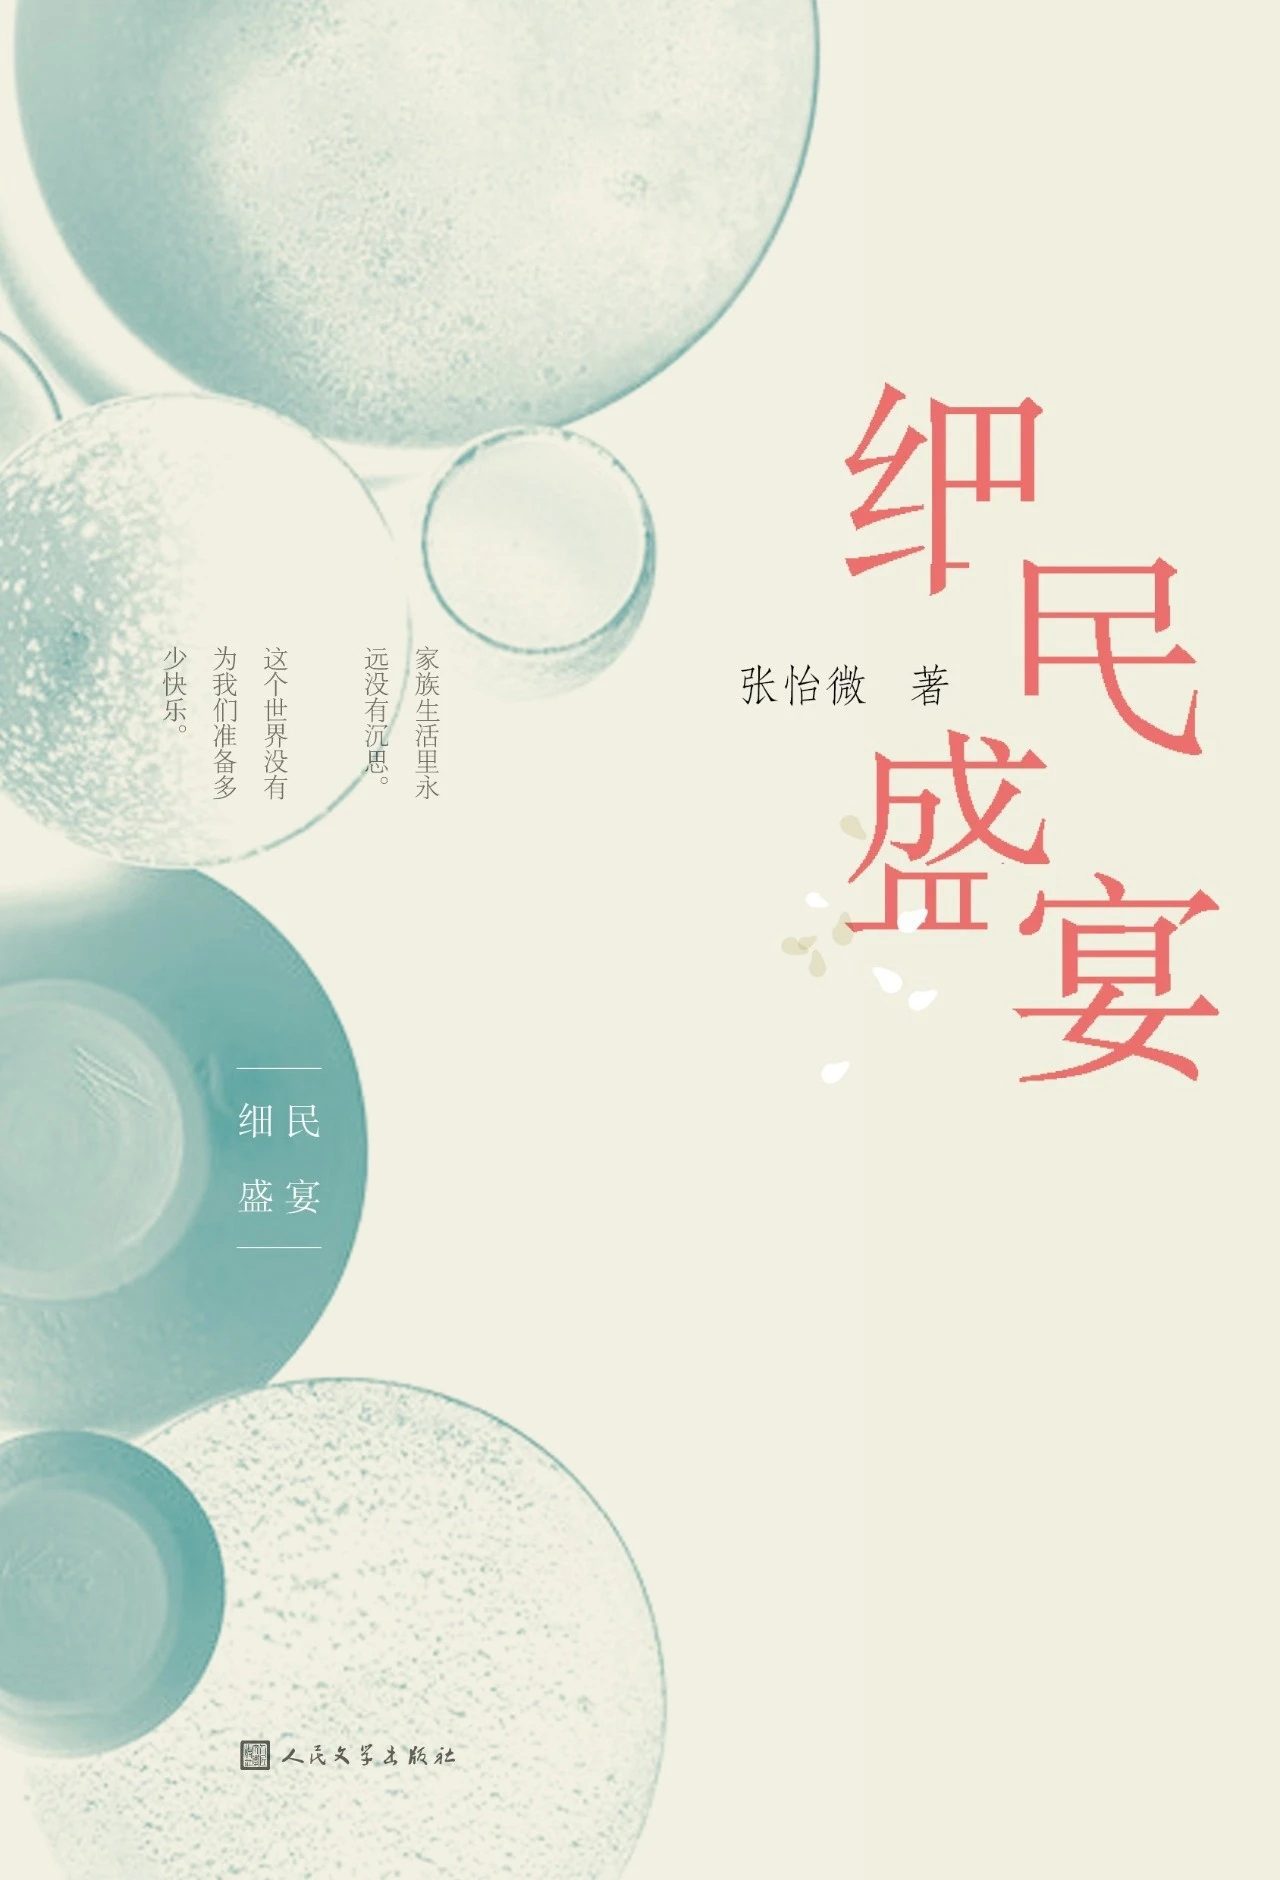 细民盛宴
张怡微 著
家族生活里永
远没有沉思。
这个世界没有
为我们准备多
少快乐。
细民
盛宴
人民文学出版社